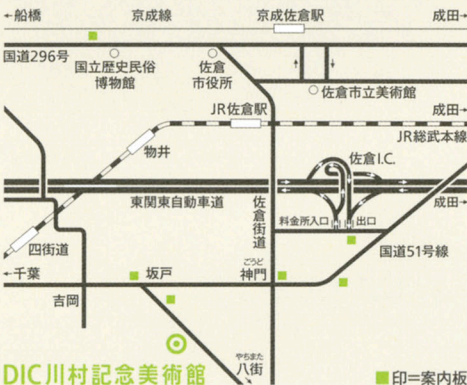 ←船橋
京成線
京成佐倉駅
成田→
国道296号
国立歴史民俗
博物館
佐倉
市役所
佐倉市立美術館
JR佐倉駅
成田→
JR総武本線
物井
佐倉I.C.
東関東自動車道
佐倉街道
料金所入口
出口
成田→
四街道
国道51号線
←千葉
坂戸
ごうど
神門
吉岡
DIC川村記念美術館
やちまた
八街
印=案内板